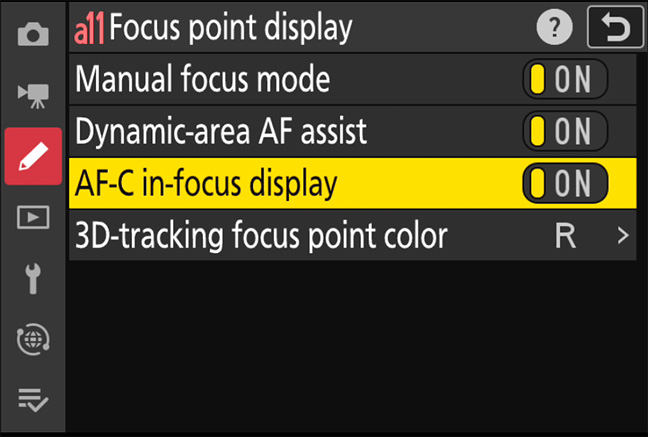 a11 Focus point display ?
Manual focus mode ON
Dynamic-area AF assist ON
AF-C in-focus display ON
3D-tracking focus point color R >